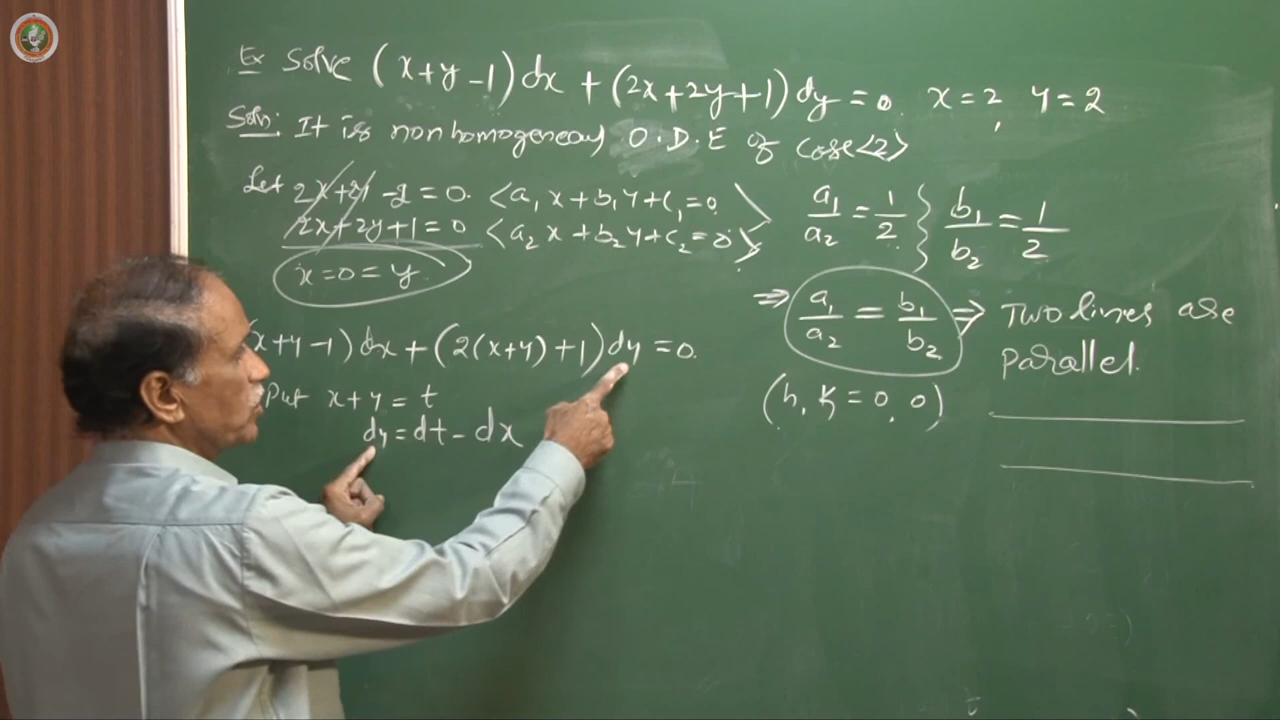 Ex Solve (x+y-1)dx + (2x+2y+1)dy = 0. x=2, y=2
Soln: It is nonhomogeneous O.D.E of case<2>
Let 2x+2y-2=0. <a₁x+b₁y+c₁=0> a₁/a₂ = 1/2 } b₁/b₂ = 1/2
2x+2y+1=0 <a₂x+b₂y+c₂=0>
x=0=y
⇒ a₁/a₂ = b₁/b₂ ⇒ Two lines are parallel.
(x+y-1)dx+(2(x+y)+1)dy=0.
Put x+y=t
(h, k = 0, 0)
dy=dt-dx